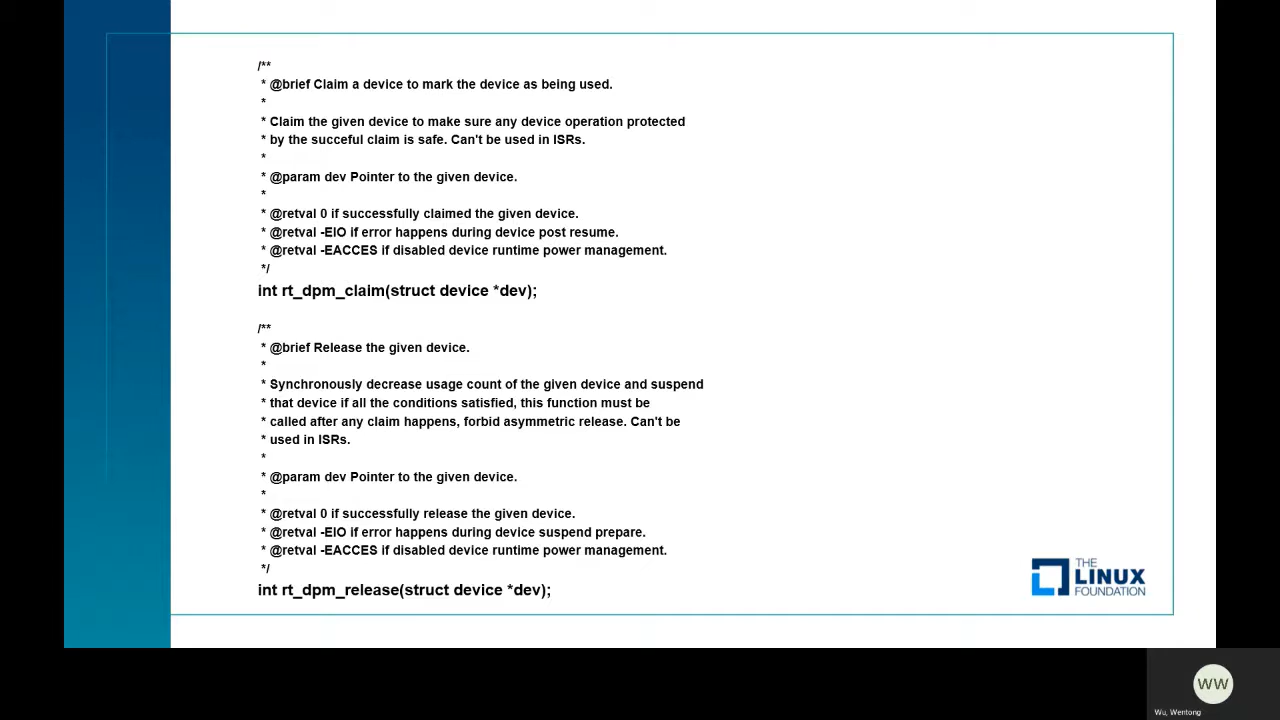 /**
* @brief Claim a device to mark the device as being used.
*
* Claim the given device to make sure any device operation protected
* by the succeful claim is safe. Can't be used in ISRs.
*
* @param dev Pointer to the given device.
*
* @retval 0 if successfully claimed the given device.
* @retval -EIO if error happens during device post resume.
* @retval -EACCES if disabled device runtime power management.
*/
int rt_dpm_claim(struct device *dev);
/**
* @brief Release the given device.
*
* Synchronously decrease usage count of the given device and suspend
* that device if all the conditions satisfied, this function must be
* called after any claim happens, forbid asymmetric release. Can't be
* used in ISRs.
*
* @param dev Pointer to the given device.
*
* @retval 0 if successfully release the given device.
* @retval -EIO if error happens during device suspend prepare.
* @retval -EACCES if disabled device runtime power management.
*/
int rt_dpm_release(struct device *dev);
THE
LINUX
FOUNDATION
WW
Wu, Wentong